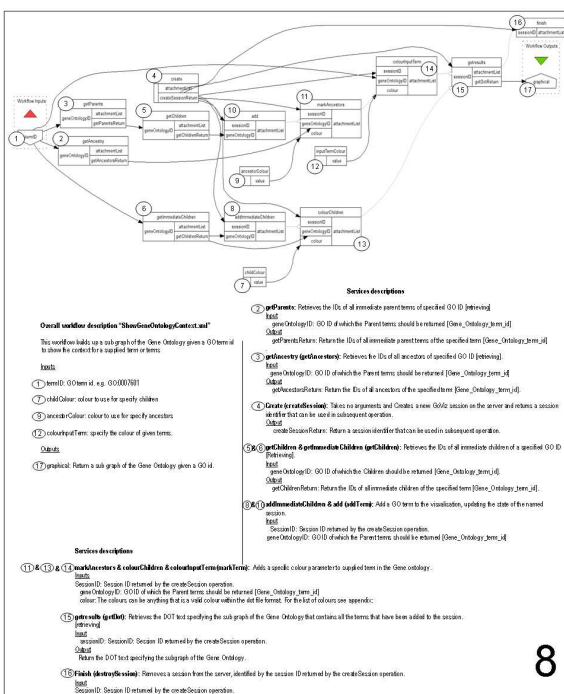 16
finish
sessionID attachmentList
Workflow Outputs
colourInputTerm
sessionID
geneOntologyID attachmentList
colour
14
getresults
sessionID
attachmentList
getDotReturn
15
graphical
17
4
create
attachmentList
createSessionReturn
Workflow Inputs
1
termID
3
getParents
geneOntologyID
attachmentList
getParentsReturn
2
getAncestry
geneOntologyID
attachmentList
getAncestorsReturn
5
getChildren
geneOntologyID
attachmentList
getChildrenReturn
10
add
sessionID
geneOntologyID
attachmentList
11
markAncestors
sessionID
geneOntologyID attachmentList
colour
inputTermColour
value
12
ancestorColour
value
9
6
getImmediateChildren
geneOntologyID
attachmentList
getChildrenReturn
8
addImmediateChildren
sessionID
geneOntologyID
attachmentList
colourChildren
sessionID
geneOntologyID attachmentList
colour
13
childColour
value
7
Overall workflow description "ShowGeneOntologyContext.xml"
This workflow builds up a sub graph of the Gene Ontology given a GO term id
to show the context for a supplied term or terms.
Inputs
1 termID: GO term id. e.g. GO:0007601
7 childColour: colour to use for specify children
9 ancestorColour: colour to use for specify ancestors
12 colourInputTerm: specify the colour of given terms.
Outputs
17 graphical: Return a sub graph of the Gene Ontology given a GO id.
Services descriptions
2 getParents: Retrieves the IDs of all immediate parent terms of specified GO ID [retrieving]
Input
geneOntologyID: GO ID of which the Parent terms should be returned [Gene_Ontology_term_id]
Output
getParentsReturn: Return the IDs of all immediate parents of the specified term [Gene_Ontology_term_id]
3 getAncestry (getAncestors): Retrieves the IDs of all ancestors of specified GO ID [retrieving].
Input
geneOntologyID: GO ID of which the Parent terms should be returned [Gene_Ontology_term_id]
Output
getAncestorsReturn: Return the IDs of all ancestors of the specified term [Gene_Ontology_term_id].
4 Create (createSession): Takes no arguments and Creates a new GoViz session on the server and returns a session
identifier that can be used in subsequent operation.
Output
createSessionReturn: Return a session identifier that can be used in subsequent operation.
5 & 6 getChildren & getImmediateChildren (getChildren): Retrieves the IDs of all immediate children of a specified GO ID
[Retrieving].
Input
geneOntologyID: GO ID of which the Children should be returned [Gene_Ontology_term_id].
Output
getChildrenReturn: Return the IDs of all immediate children of the specified term [Gene_Ontology_term_id].
8 & 10 addImmediateChildren & add (addTerm): Add a GO term to the visualisation, updating the state of the named
session.
Input
SessionID: Session ID returned by the createSession operation.
geneOntologyID: GO ID of which the Parent terms should be returned [Gene_Ontology_term_id]
Services descriptions
11 & 13 & 14 markAncestors & colourChildren & colourInputTerm(markTerm): Adds a specific colour parameter to supplied term in the Gene ontology.
Inputs
SessionID: Session ID returned by the createSession operation.
geneOntologyID: GO ID of which the Parent terms should be returned [Gene_Ontology_term_id]
colour: The colours can be anything that is a valid colour within the dot file format. For the list of colours see appendix:
15 getresults (getDot): Retrieves the DOT text specifying the sub graph of the Gene Ontology that contains all the terms that have been added to the session.
[retrieving]
Input
sessionID: SessionID: Session ID returned by the createSession operation.
Output
Return the DOT text specifying the subgraph of the Gene Ontology.
16 Finish (destroySession): Removes a session from the server, identified by the session ID returned by the createSession operation.
Input
SessionID: Session ID returned by the createSession operation.
8